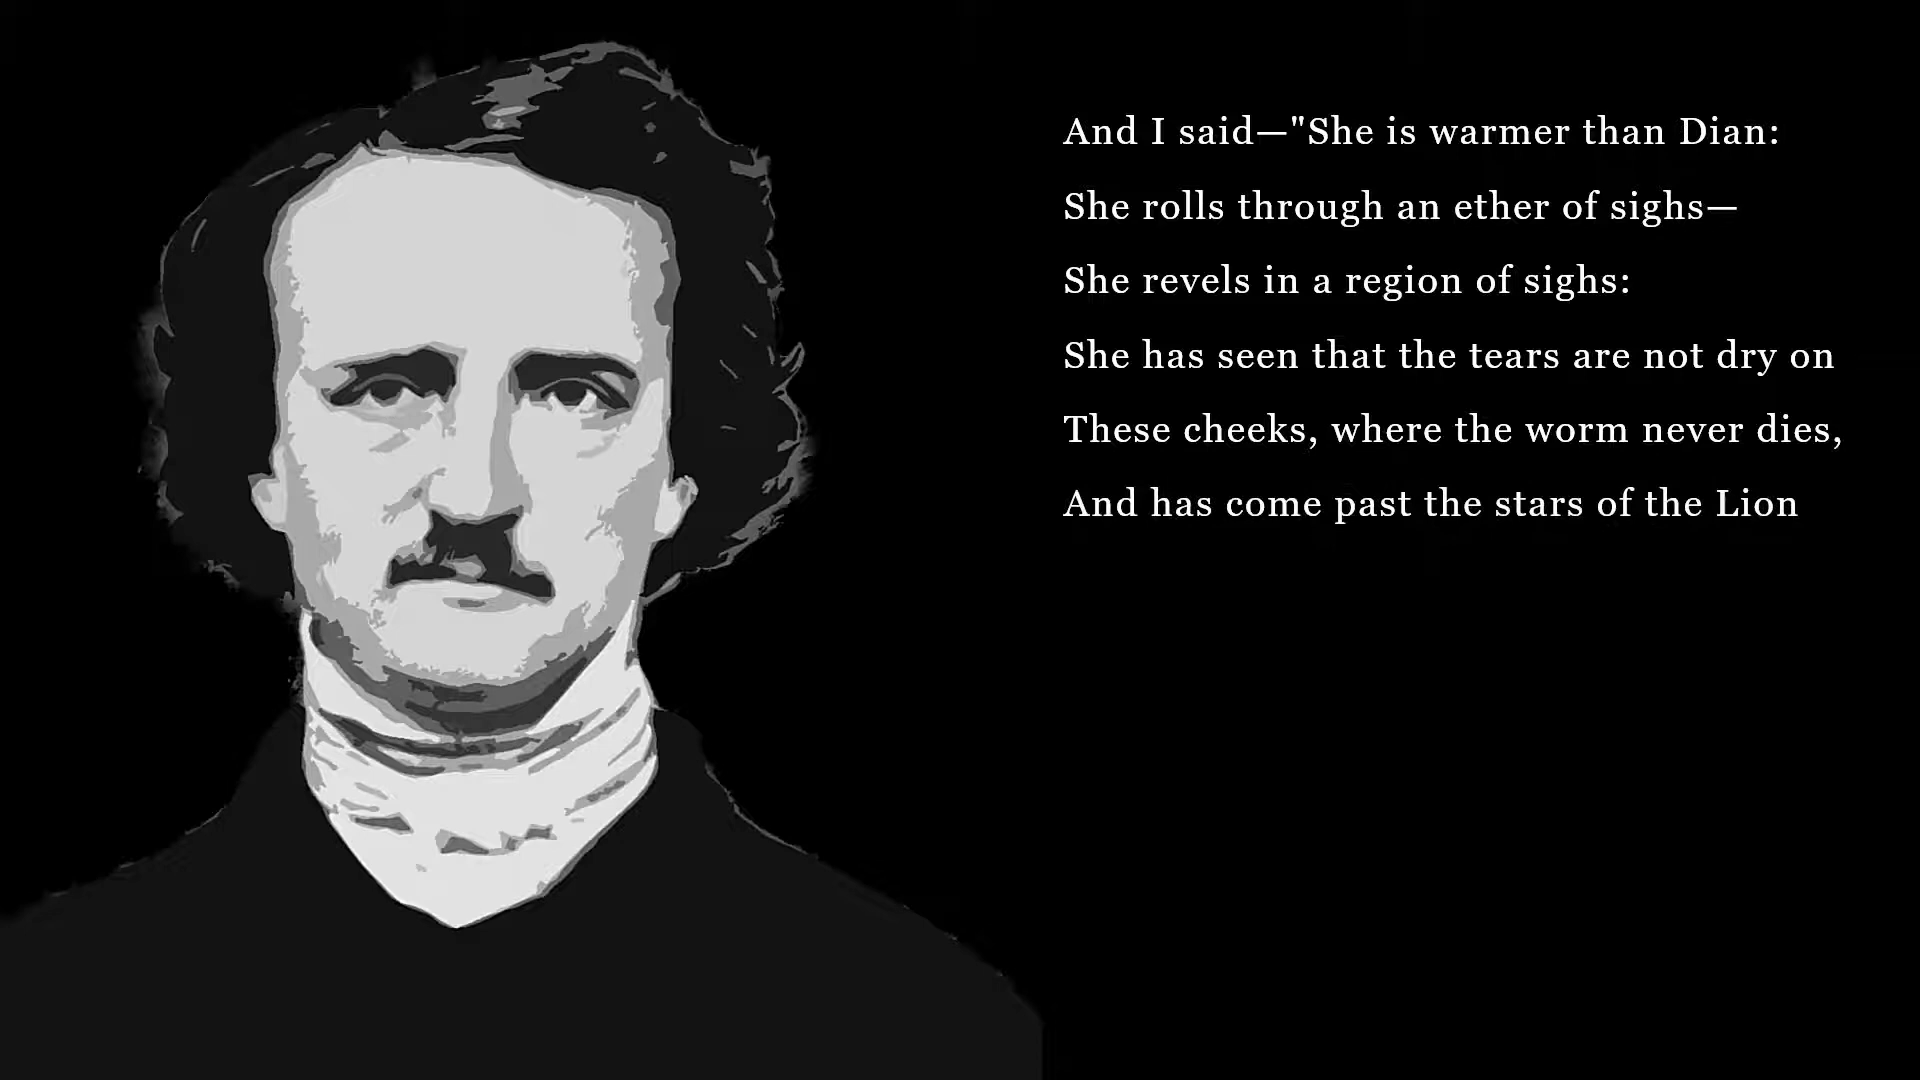 And I said—"She is warmer than Dian:
She rolls through an ether of sighs—
She revels in a region of sighs:
She has seen that the tears are not dry on
These cheeks, where the worm never dies,
And has come past the stars of the Lion